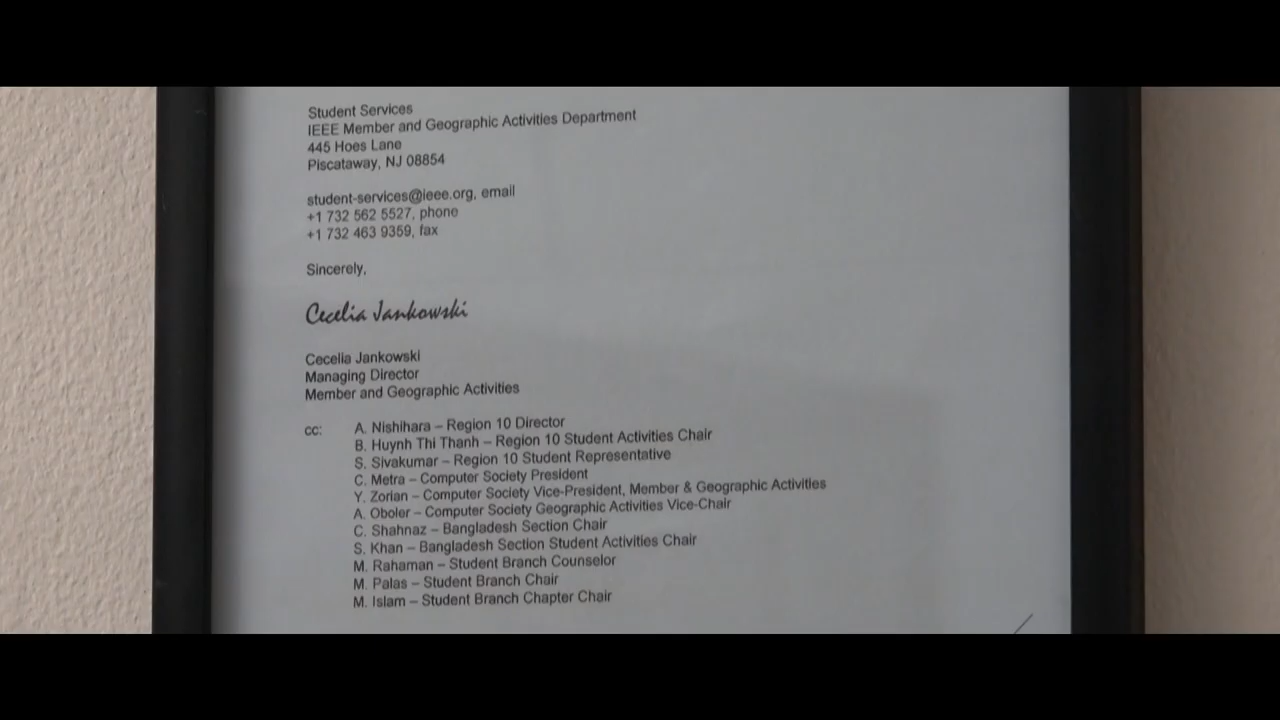 Student Services
IEEE Member and Geographic Activities Department
445 Hoes Lane
Piscataway, NJ 08854
student-services@ieee.org, email
+1 732 562 5527, phone
+1 732 463 9359, fax
Sincerely,
Cecelia Jankowski
Cecelia Jankowski
Managing Director
Member and Geographic Activities
cc: A. Nishihara – Region 10 Director
B. Huynh Thi Thanh – Region 10 Student Activities Chair
S. Sivakumar – Region 10 Student Representative
C. Metra – Computer Society President
Y. Zorian – Computer Society Vice-President, Member & Geographic Activities
A. Oboler – Computer Society Geographic Activities Vice-Chair
C. Shahnaz – Bangladesh Section Chair
S. Khan – Bangladesh Section Student Activities Chair
M. Rahaman – Student Branch Counselor
M. Palas – Student Branch Chair
M. Islam – Student Branch Chapter Chair